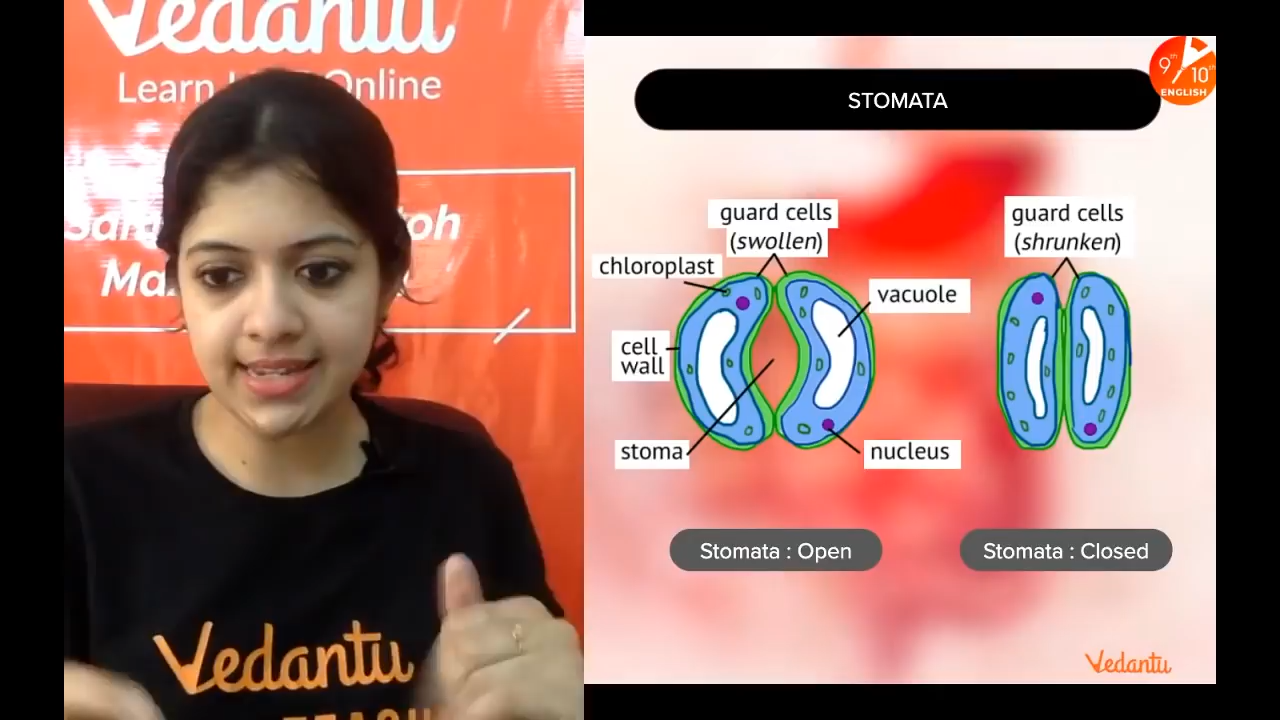 Vedantu
Learn Online
STOMATA
9th 10th
ENGLISH
guard cells
(swollen)
chloroplast
vacuole
cell
wall
stoma
nucleus
guard cells
(shrunken)
Stomata : Open
Stomata : Closed
Vedantu
Vedantu